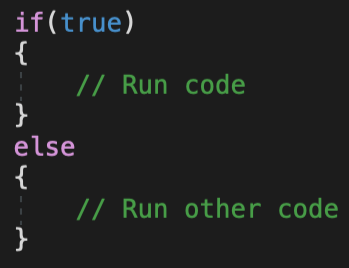 if(true)
{
    // Run code
}
else
{
    // Run other code
}